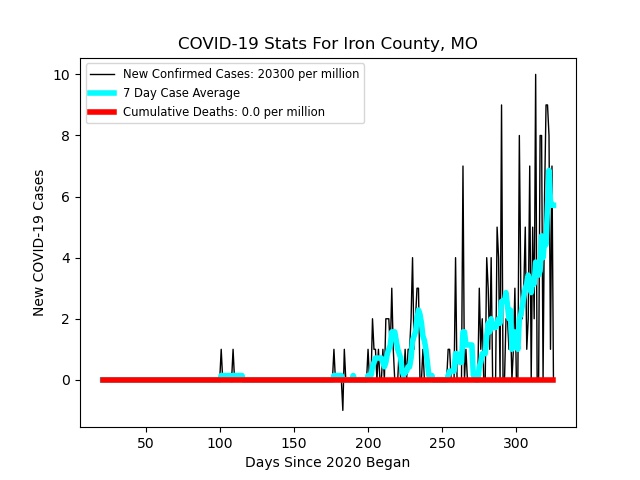 COVID-19 Stats For Iron County, MO
New Confirmed Cases: 20300 per million
7 Day Case Average
Cumulative Deaths: 0.0 per million
New COVID-19 Cases
10
8
6
4
2
0
50 100 150 200 250 300
Days Since 2020 Began